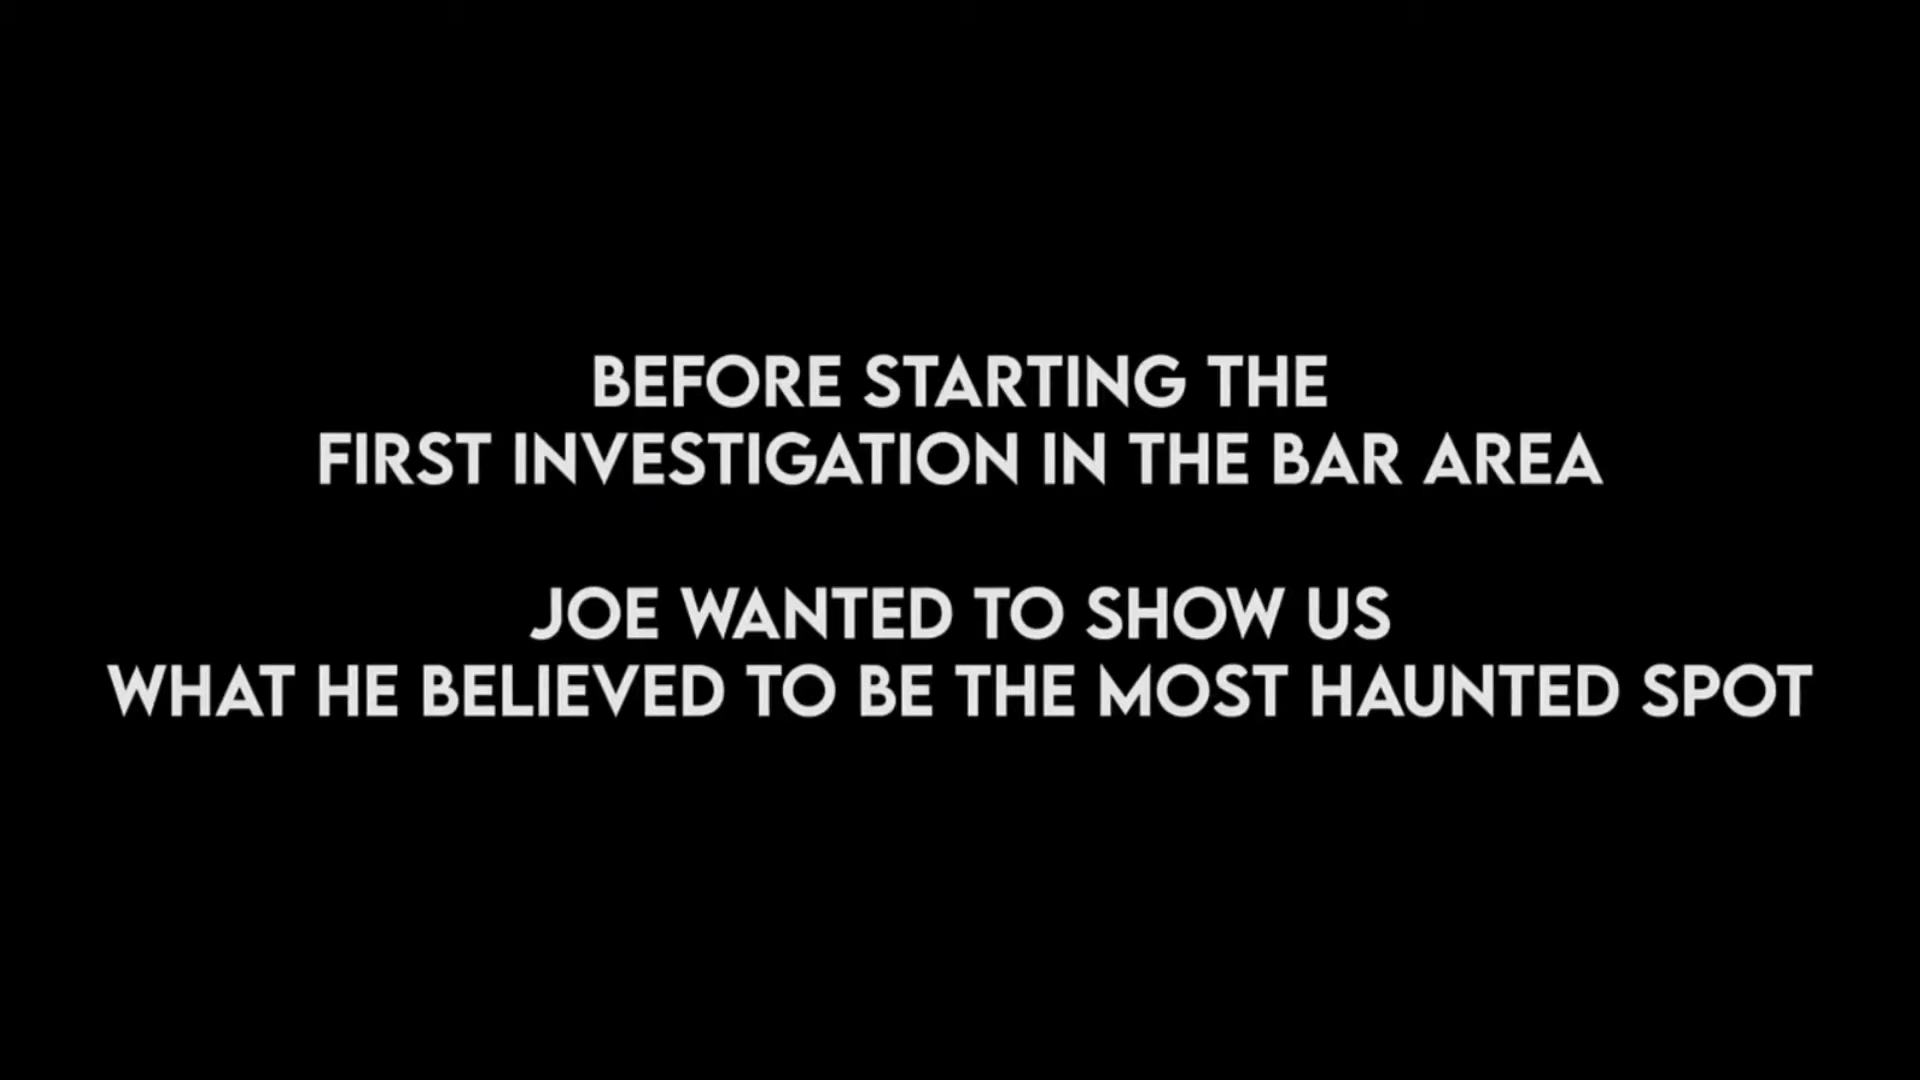 BEFORE STARTING THE
FIRST INVESTIGATION IN THE BAR AREA
JOE WANTED TO SHOW US
WHAT HE BELIEVED TO BE THE MOST HAUNTED SPOT